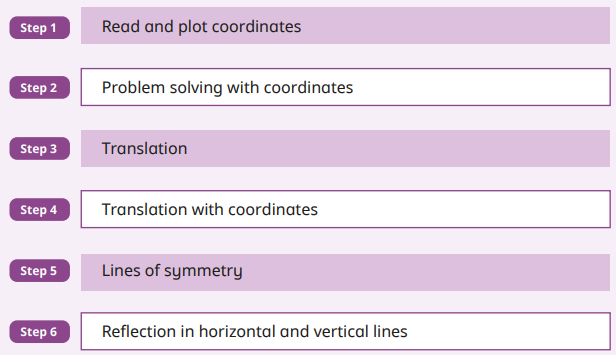 Step 1 Read and plot coordinates
Step 2 Problem solving with coordinates
Step 3 Translation
Step 4 Translation with coordinates
Step 5 Lines of symmetry
Step 6 Reflection in horizontal and vertical lines